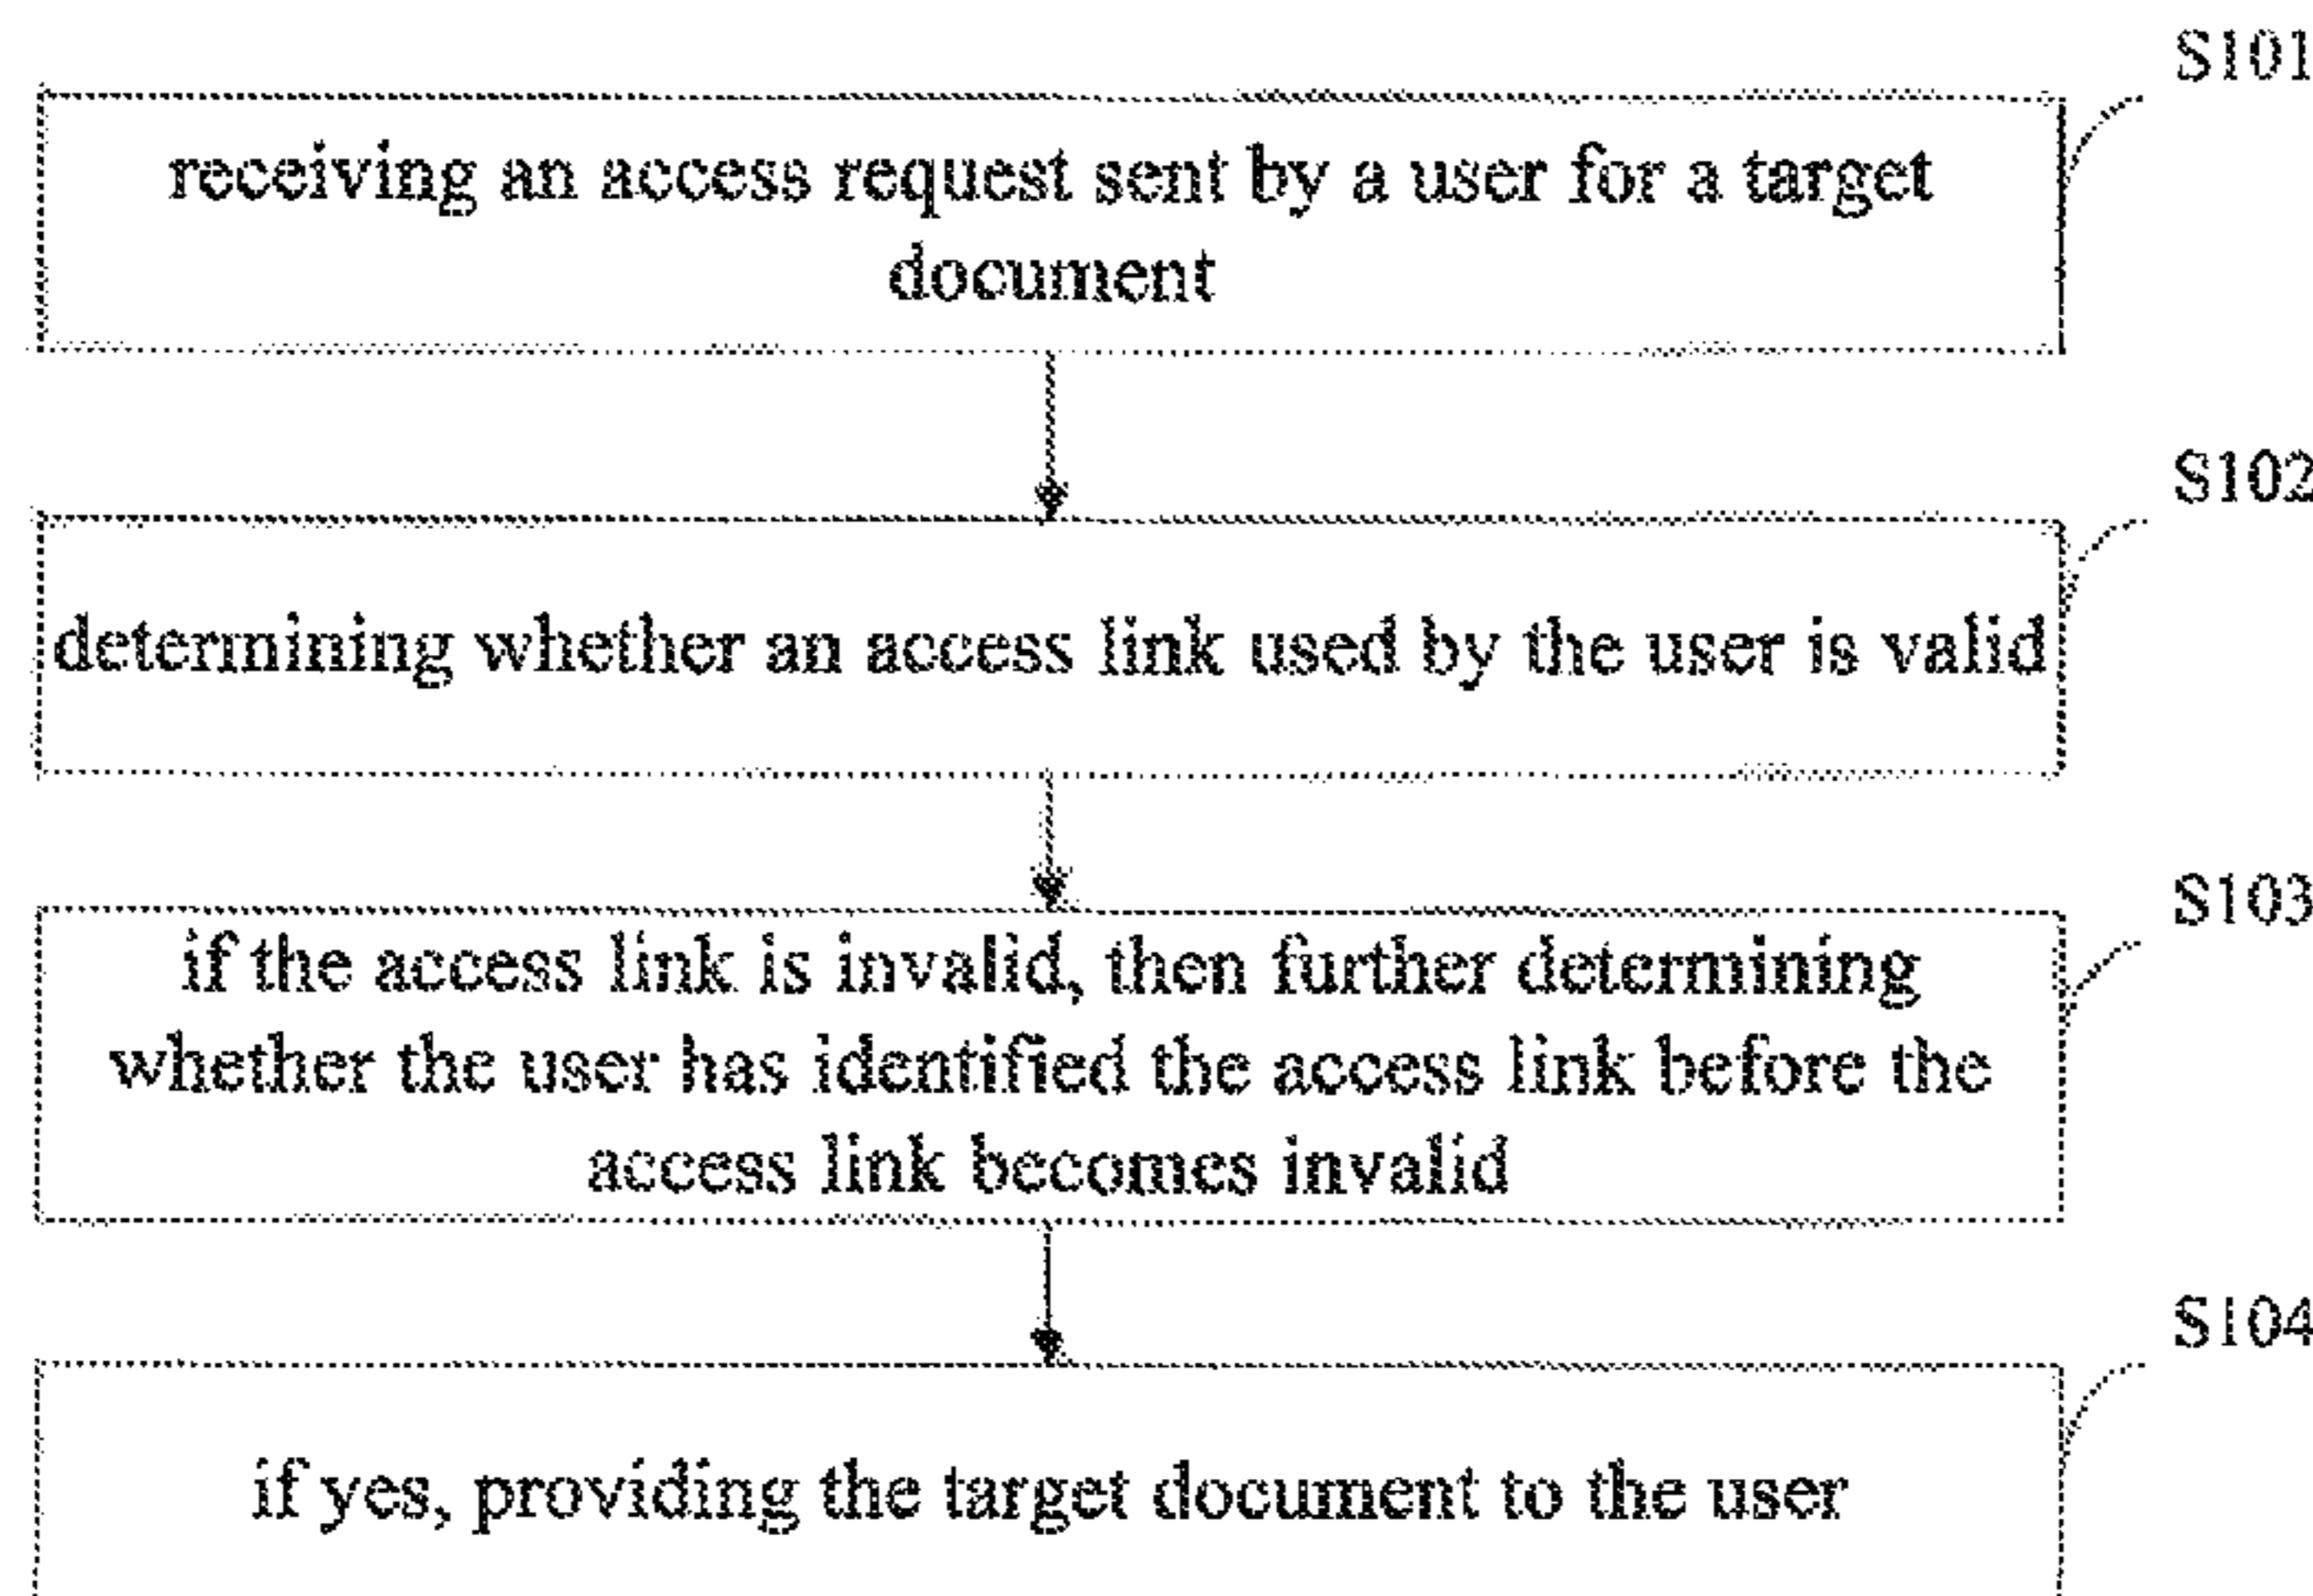 S101
receiving an access request sent by a user for a target
document
S102
determining whether an access link used by the user is valid
S103
if the access link is invalid, then further determining
whether the user has identified the access link before the
access link becomes invalid
S104
if yes, providing the target document to the user